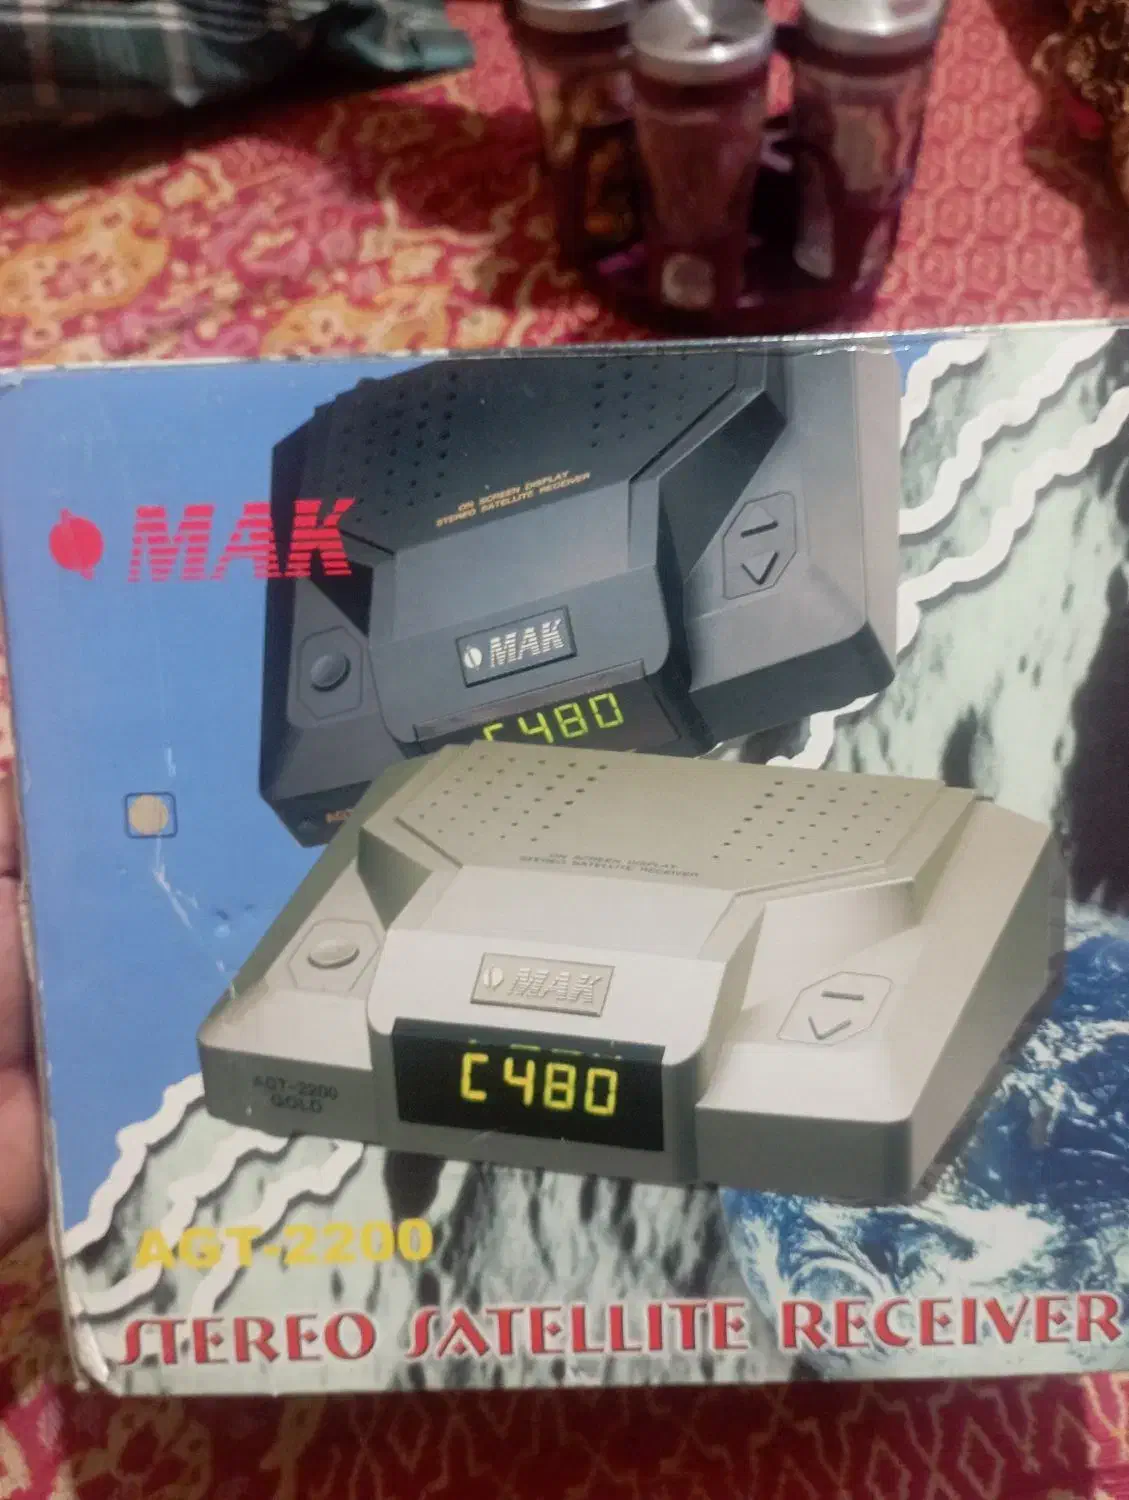 MAK
ON SCREEN DISPLAY
STEREO SATELLITE RECEIVER
MAK
C480
ON SCREEN DISPLAY
STEREO SATELLITE RECEIVER
MAK
C480
AGT-2200
GOLD
AGT-2200
STEREO SATELLITE RECEIVER